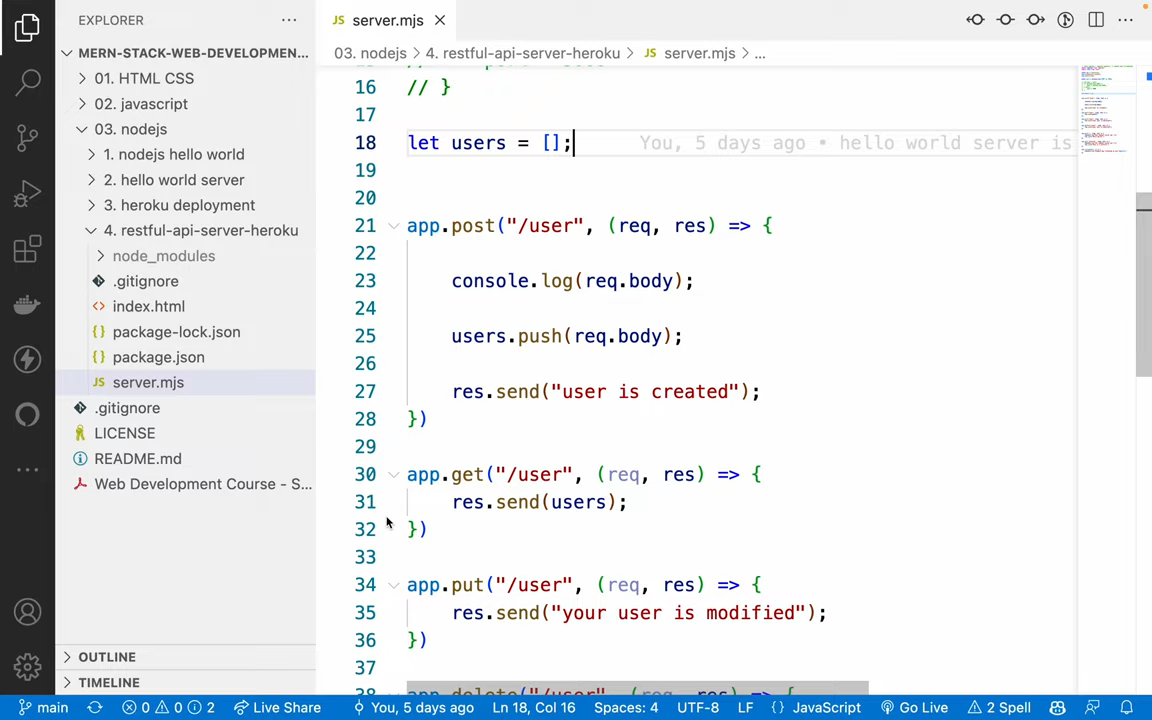 EXPLORER
MERN-STACK-WEB-DEVELOPMEN...
01. HTML CSS
02. javascript
03. nodejs
1. nodejs hello world
2. hello world server
3. heroku deployment
4. restful-api-server-heroku
node_modules
.gitignore
index.html
package-lock.json
package.json
JS server.mjs
.gitignore
LICENSE
README.md
Web Development Course - S...
OUTLINE
TIMELINE
JS server.mjs
03. nodejs > 4. restful-api-server-heroku > JS server.mjs > ...
16 // }
17
18 let users = []; You, 5 days ago • hello world server is
19
20
21 app.post("/user", (req, res) => {
22
23 console.log(req.body);
24
25 users.push(req.body);
26
27 res.send("user is created");
28 })
29
30 app.get("/user", (req, res) => {
31 res.send(users);
32 })
33
34 app.put("/user", (req, res) => {
35 res.send("your user is modified");
36 })
37
38 app.delete("/user", (req, res) => {
main 0 0 2 Live Share You, 5 days ago Ln 18, Col 16 Spaces: 4 UTF-8 LF {} JavaScript Go Live 2 Spell